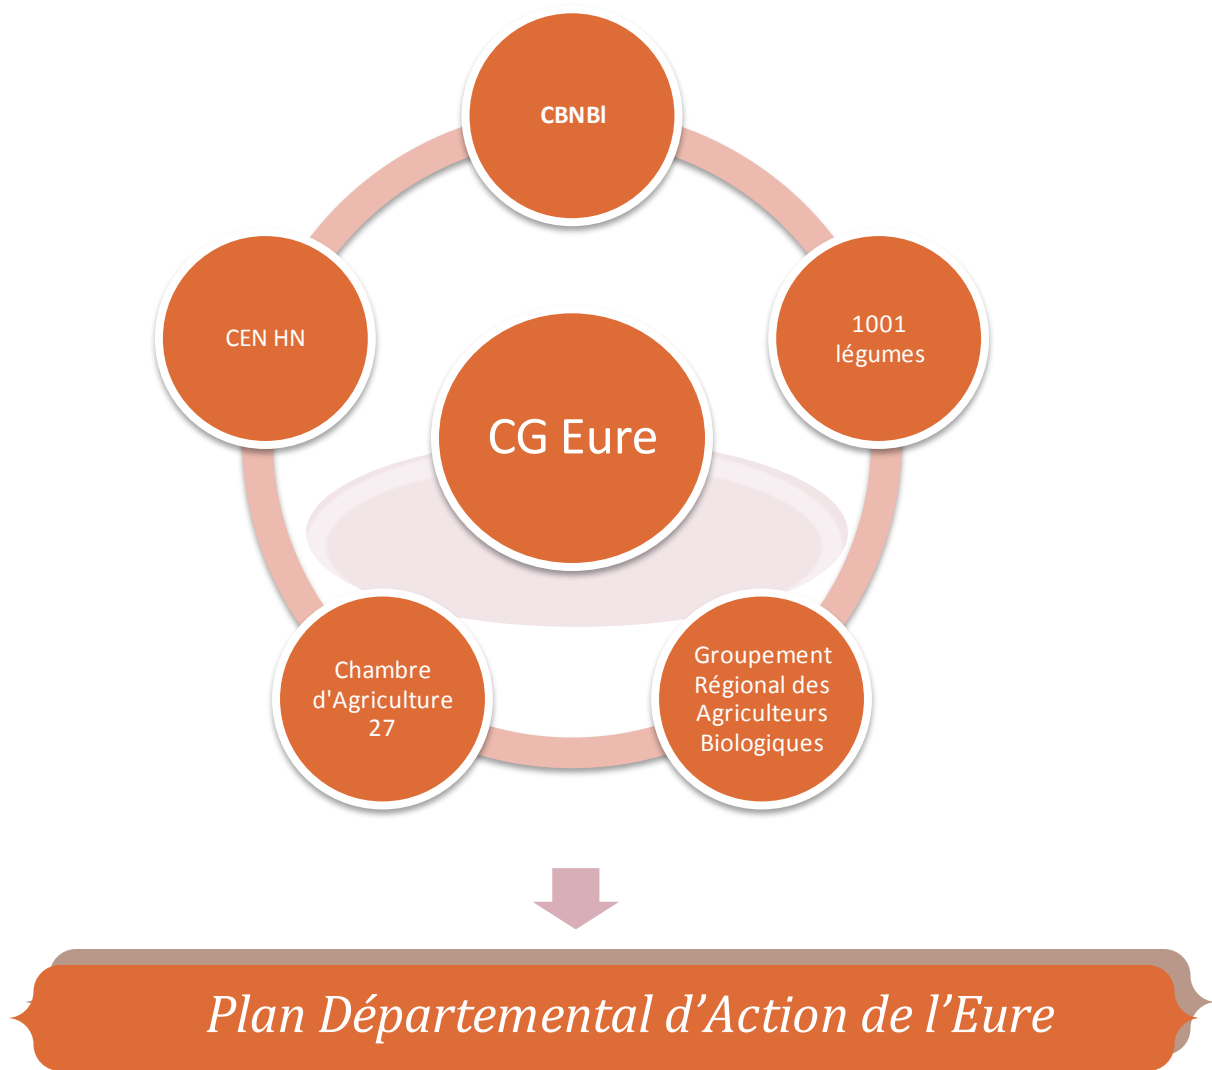 CBNBl
CEN HN
1001
légumes
CG Eure
Chambre
d'Agriculture
27
Groupement
Régional des
Agriculteurs
Biologiques
Plan Départemental d’Action de l’Eure